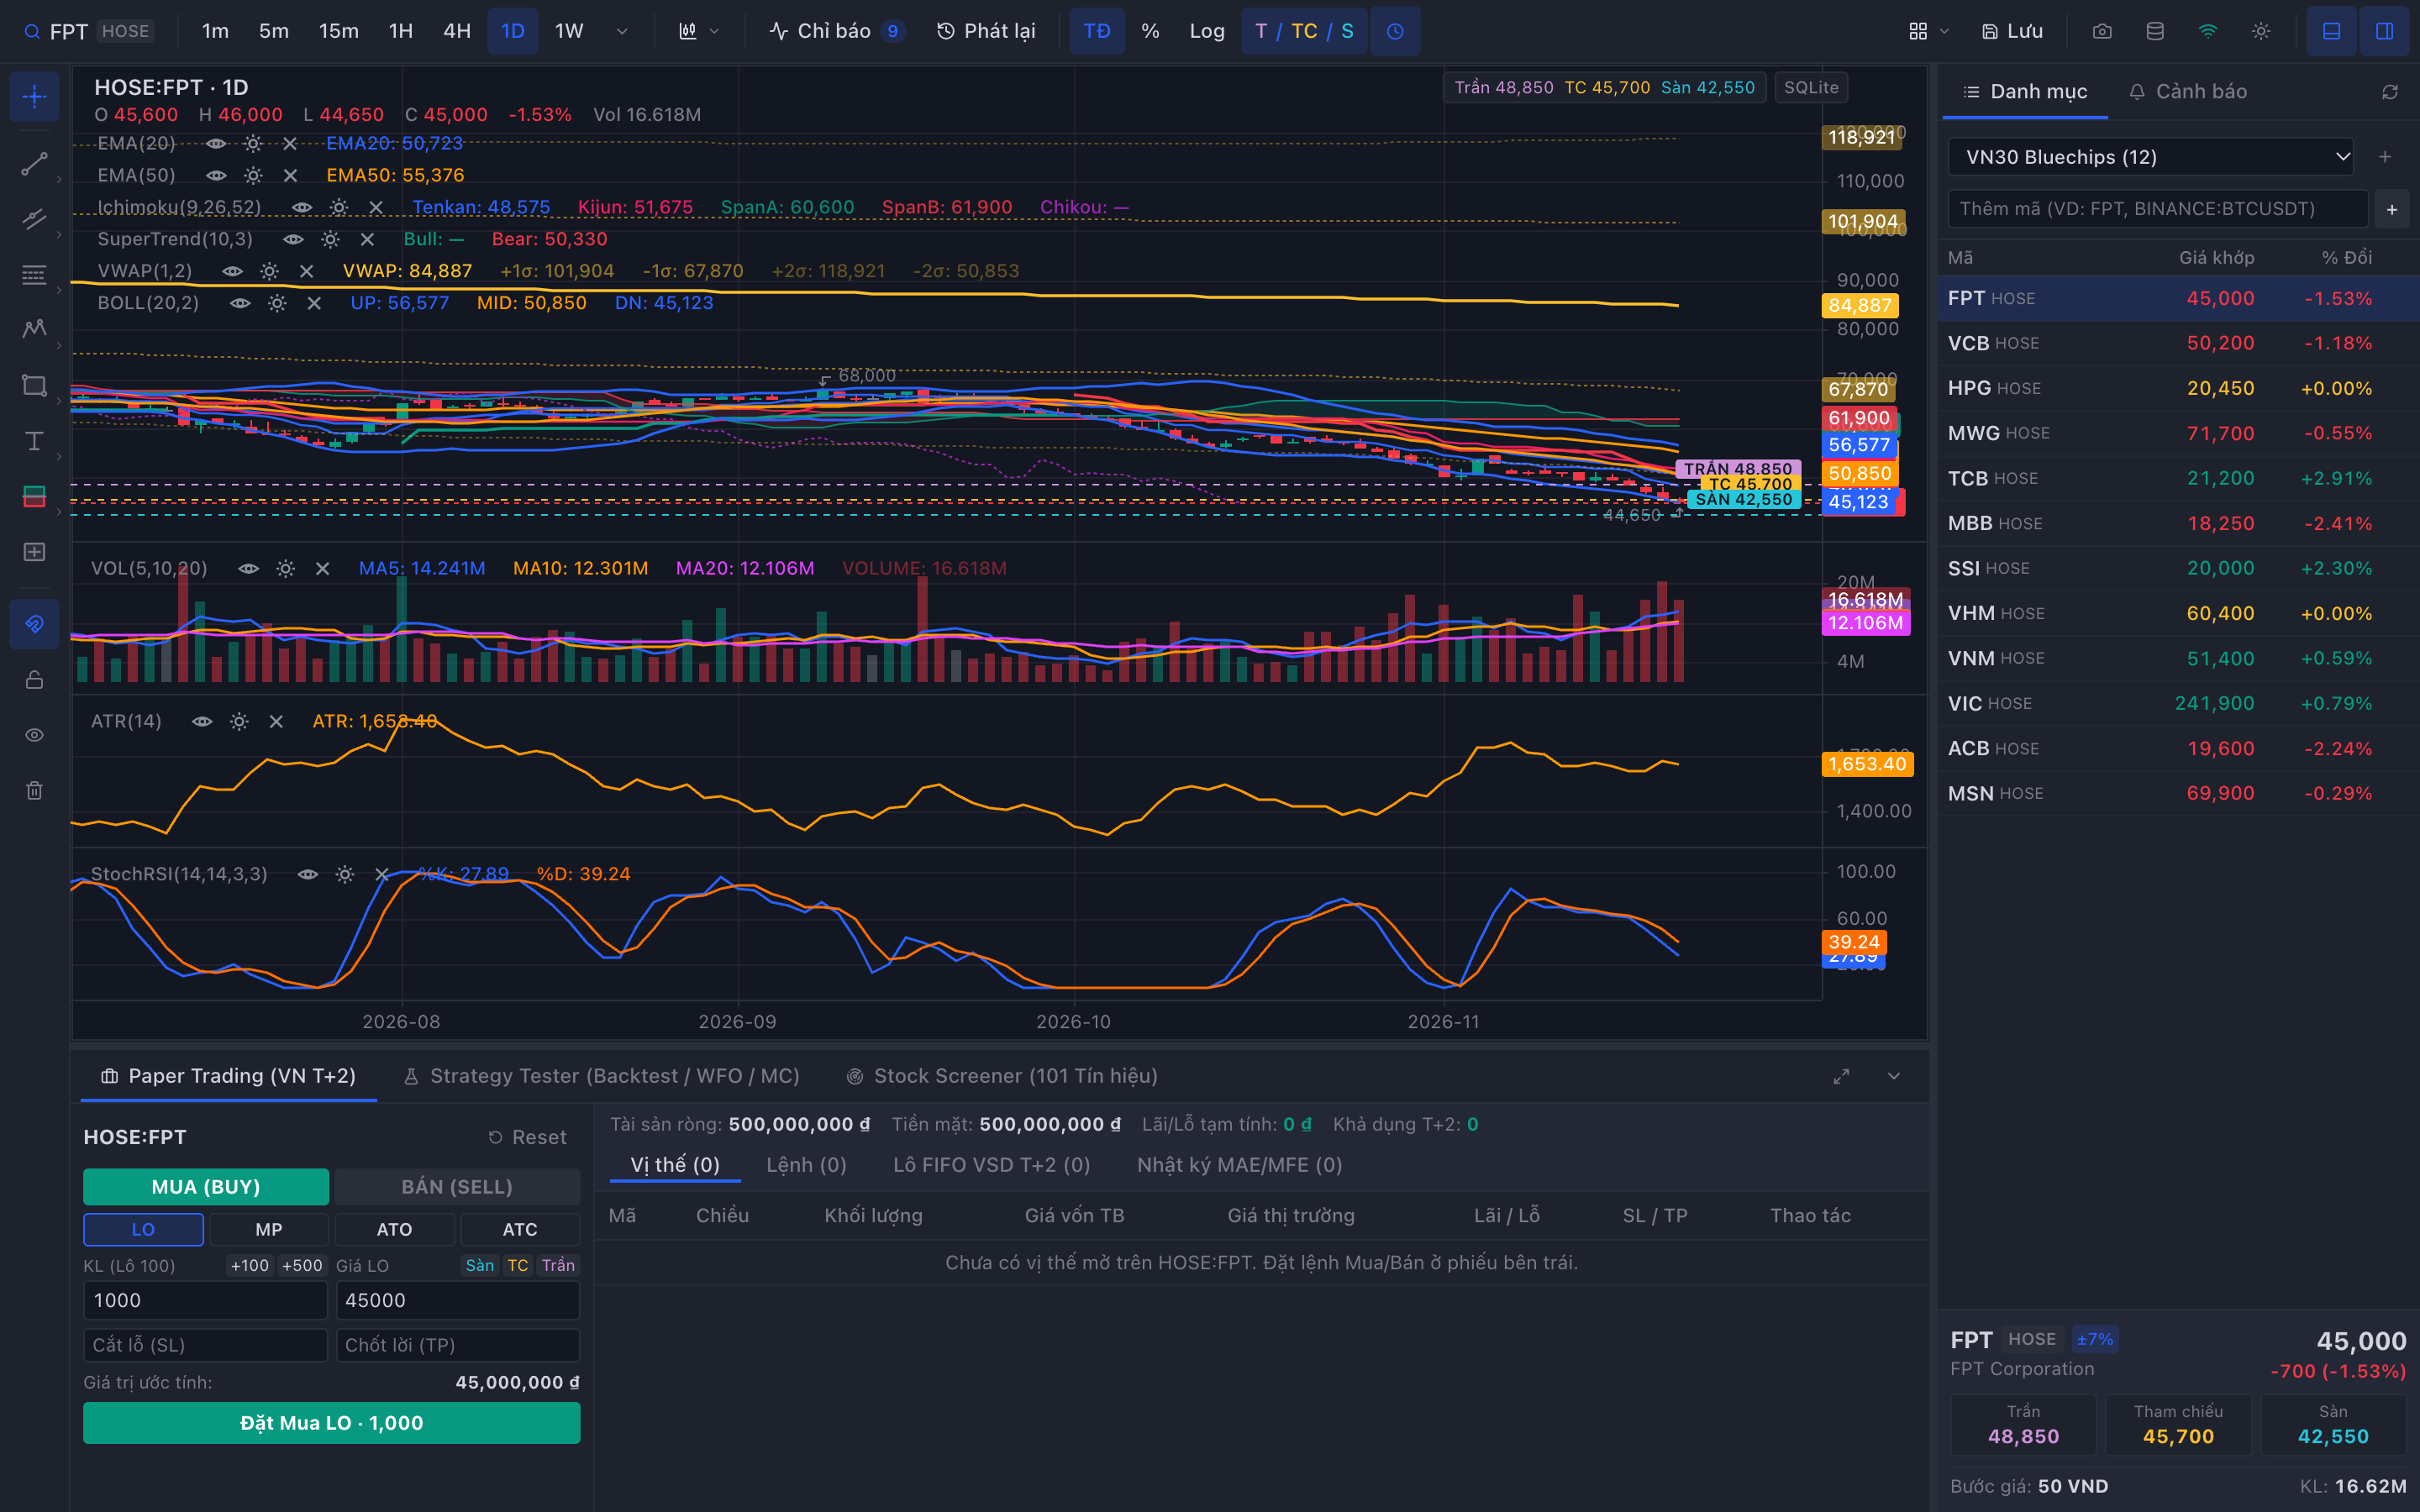 FPT HOSE 1m 5m 15m 1H 4H 1D 1W Chỉ báo 9 Phát lại TĐ % Log T / TC / S Lưu
HOSE:FPT · 1D
Trần 48,850 TC 45,700 Sàn 42,550 SQLite
O 45,600 H 46,000 L 44,650 C 45,000 -1.53% Vol 16.618M
EMA(20) EMA20: 50,723
EMA(50) EMA50: 55,376
Ichimoku(9,26,52) Tenkan: 48,575 Kijun: 51,675 SpanA: 60,600 SpanB: 61,900 Chikou: —
SuperTrend(10,3) Bull: — Bear: 50,330
VWAP(1,2) VWAP: 84,887 +1σ: 101,904 -1σ: 67,870 +2σ: 118,921 -2σ: 50,853
BOLL(20,2) UP: 56,577 MID: 50,850 DN: 45,123
118,921
110,000
101,904
90,000
84,887
80,000
67,870
61,900
56,577
50,850
45,123
68,000
TRẦN 48,850
TC 45,700
SÀN 42,550
44,650
VOL(5,10,20) MA5: 14.241M MA10: 12.301M MA20: 12.106M VOLUME: 16.618M
20M
16.618M
12.106M
4M
ATR(14) ATR: 1,653.40
1,653.40
1,400.00
StochRSI(14,14,3,3) %K: 27.89 %D: 39.24
100.00
60.00
39.24
27.89
2026-08 2026-09 2026-10 2026-11
Paper Trading (VN T+2) Strategy Tester (Backtest / WFO / MC) Stock Screener (101 Tín hiệu)
HOSE:FPT Reset
MUA (BUY) BÁN (SELL)
LO MP ATO ATC
KL (Lô 100) +100 +500 Giá LO Sàn TC Trần
1000 45000
Cắt lỗ (SL) Chốt lời (TP)
Giá trị ước tính: 45,000,000 ₫
Đặt Mua LO · 1,000
Tài sản ròng: 500,000,000 ₫ Tiền mặt: 500,000,000 ₫ Lãi/Lỗ tạm tính: 0 ₫ Khả dụng T+2: 0
Vị thế (0) Lệnh (0) Lô FIFO VSD T+2 (0) Nhật ký MAE/MFE (0)
Mã Chiều Khối lượng Giá vốn TB Giá thị trường Lãi / Lỗ SL / TP Thao tác
Chưa có vị thế mở trên HOSE:FPT. Đặt lệnh Mua/Bán ở phiếu bên trái.
Danh mục Cảnh báo
VN30 Bluechips (12)
Thêm mã (VD: FPT, BINANCE:BTCUSDT) +
Mã Giá khớp % Đổi
FPT HOSE 45,000 -1.53%
VCB HOSE 50,200 -1.18%
HPG HOSE 20,450 +0.00%
MWG HOSE 71,700 -0.55%
TCB HOSE 21,200 +2.91%
MBB HOSE 18,250 -2.41%
SSI HOSE 20,000 +2.30%
VHM HOSE 60,400 +0.00%
VNM HOSE 51,400 +0.59%
VIC HOSE 241,900 +0.79%
ACB HOSE 19,600 -2.24%
MSN HOSE 69,900 -0.29%
FPT HOSE ±7% 45,000
FPT Corporation -700 (-1.53%)
Trần Tham chiếu Sàn
48,850 45,700 42,550
Bước giá: 50 VND KL: 16.62M